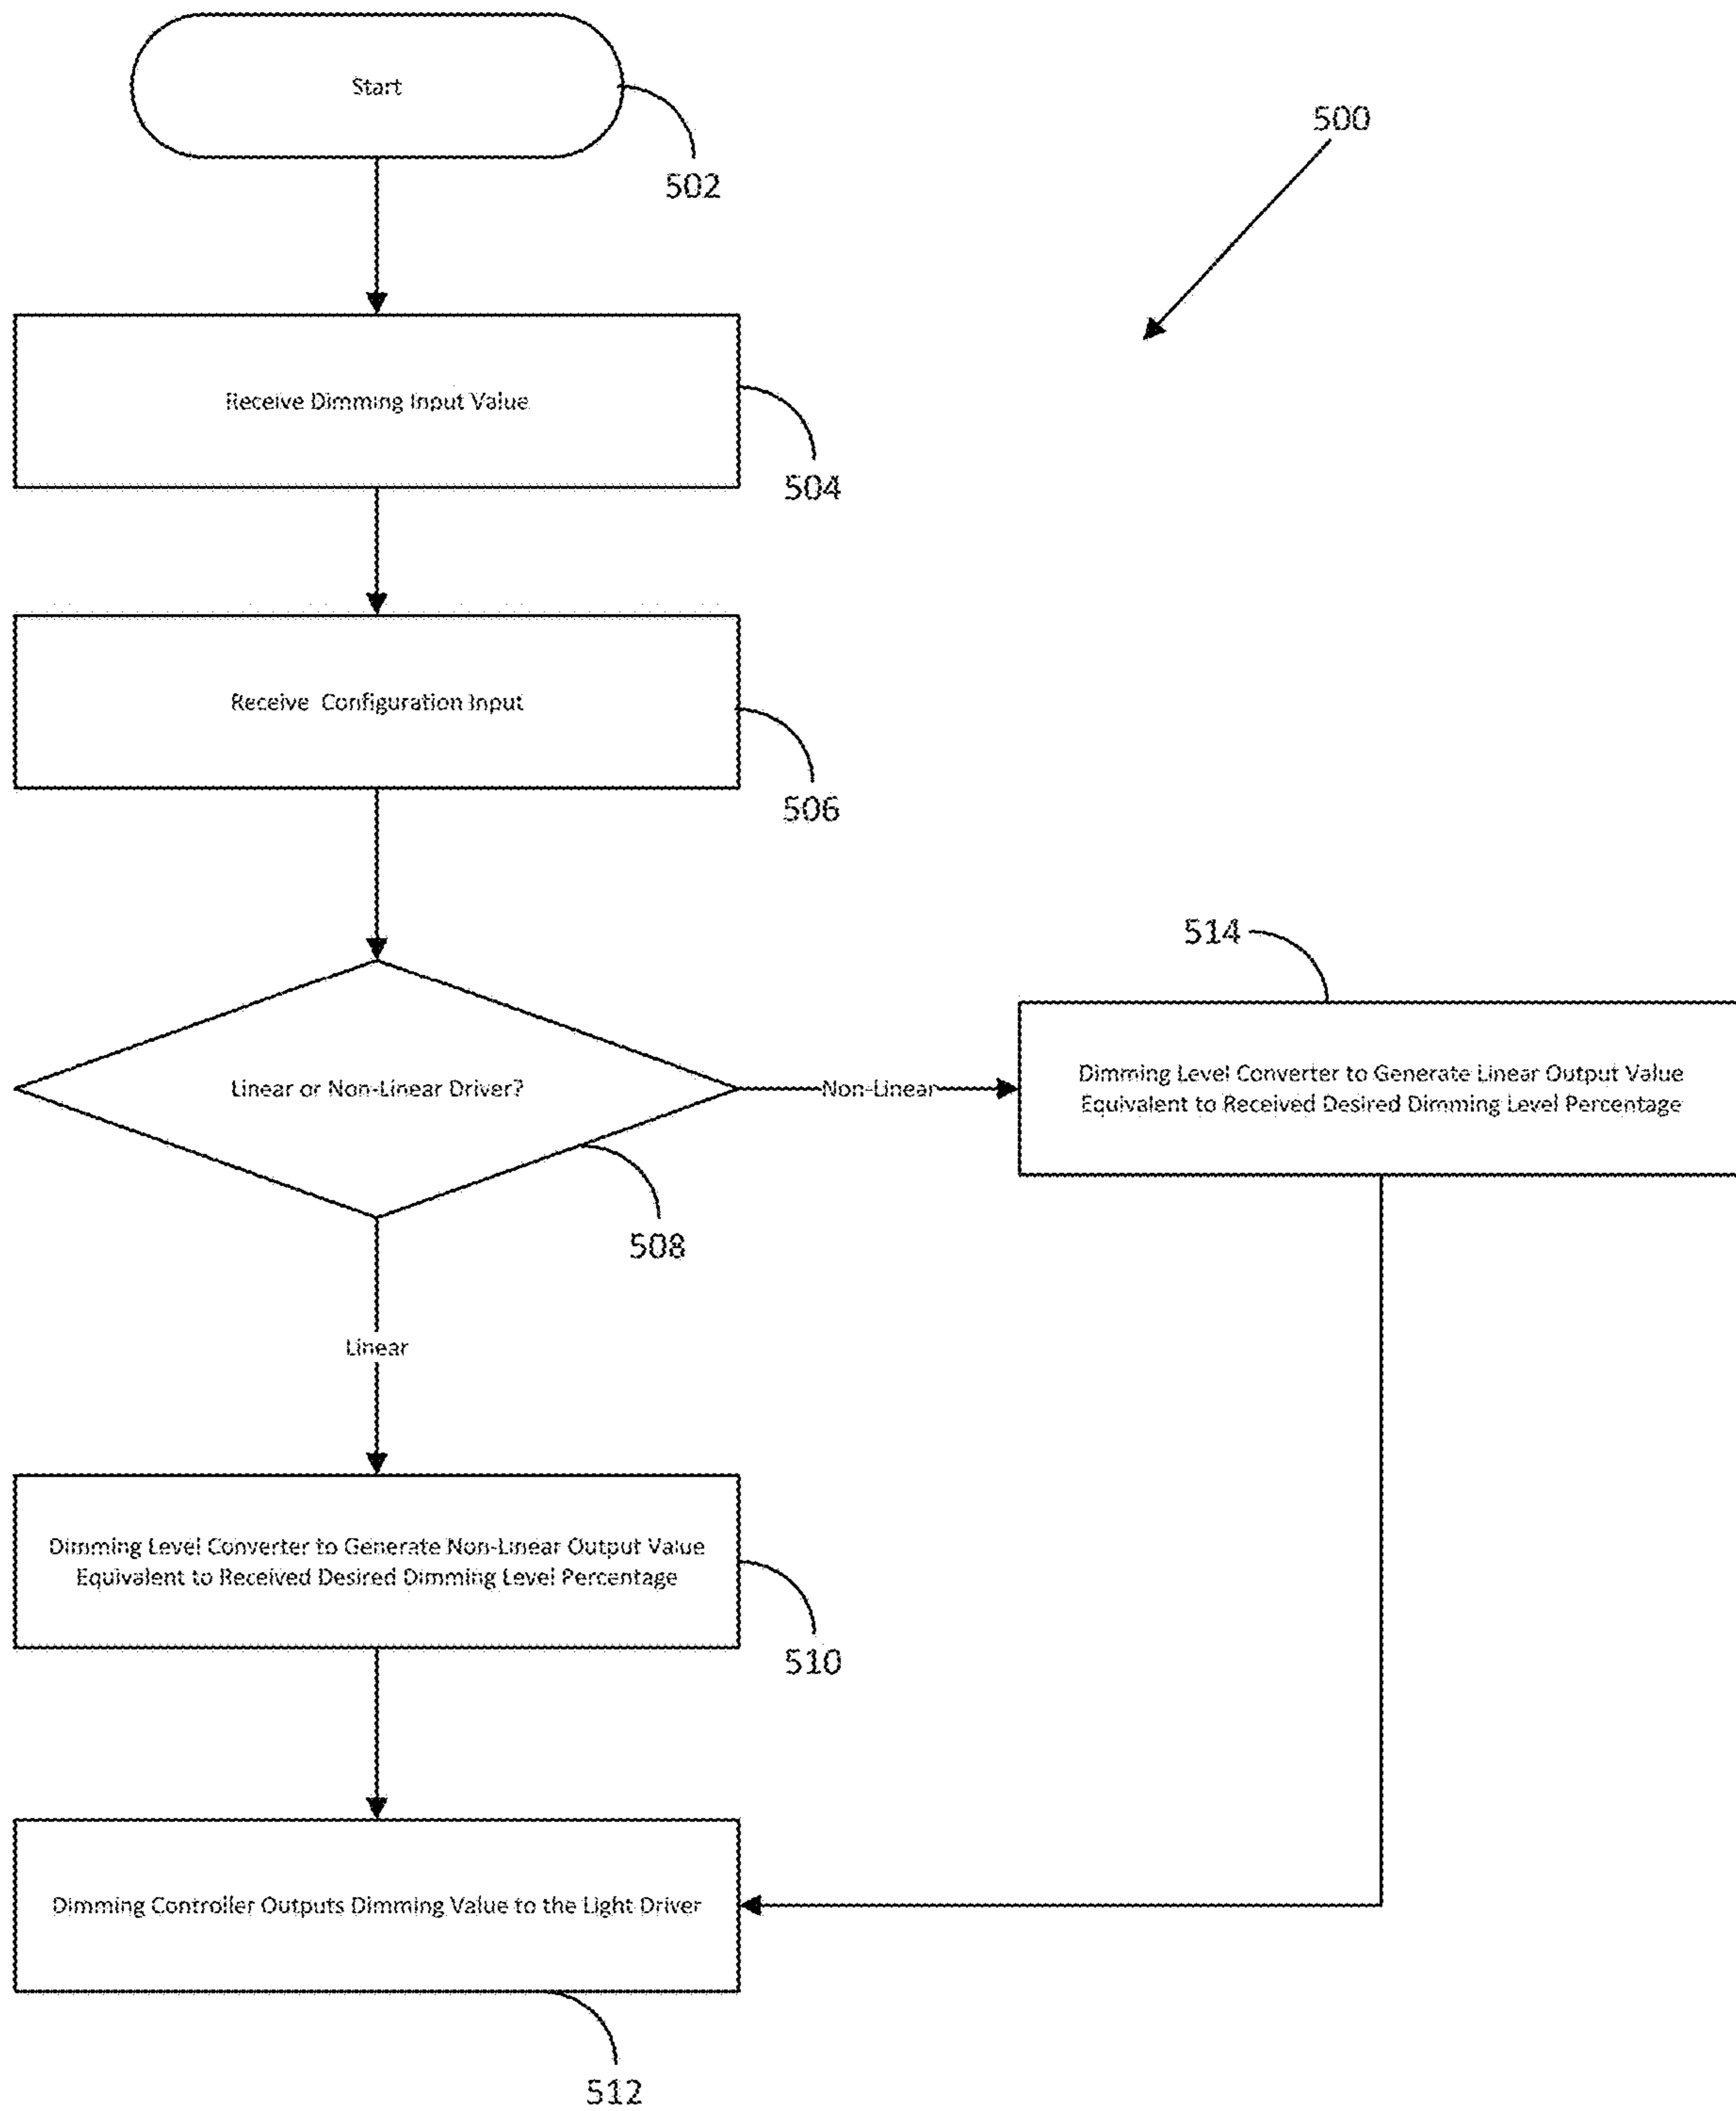 Start
500
502
Receive Dimming Input Value
504
Receive Configuration Input
506
514
Linear or Non-Linear Driver?
Non-Linear
Dimming Level Converter to Generate Linear Output Value
Equivalent to Received Desired Dimming Level Percentage
508
Linear
Dimming Level Converter to Generate Non-Linear Output Value
Equivalent to Received Desired Dimming Level Percentage
510
Dimming Controller Outputs Dimming Value to the Light Driver
512